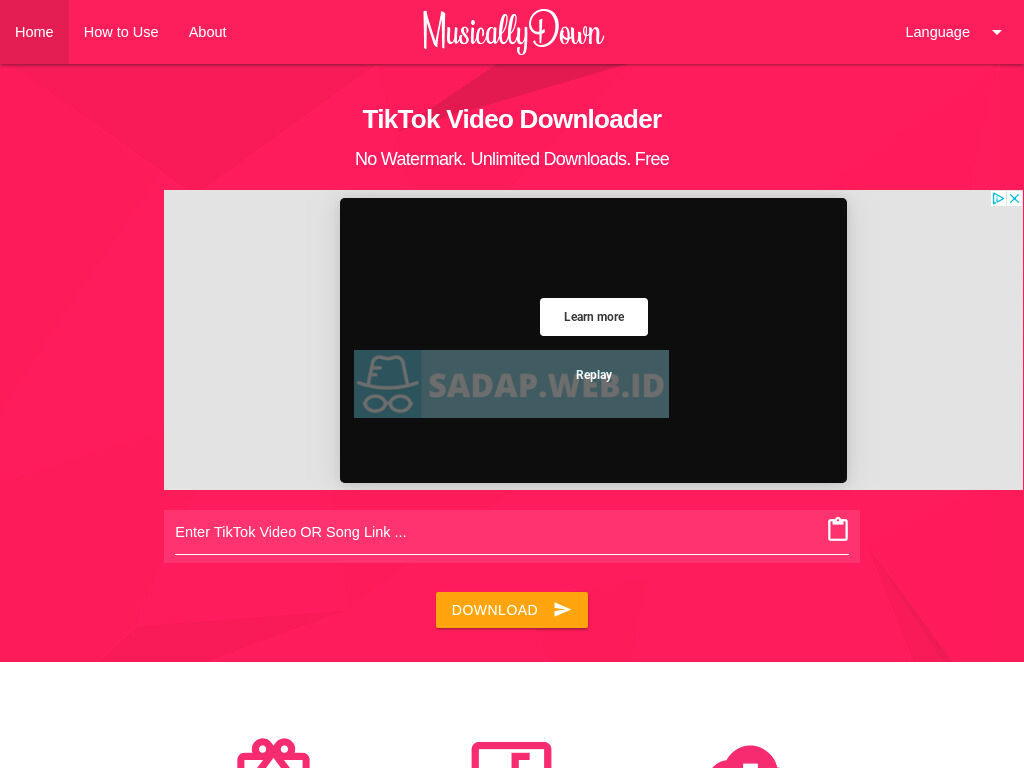 Home
How to Use
About
MusicallyDown
Language
TikTok Video Downloader
No Watermark. Unlimited Downloads. Free
Learn more
Replay
SADAP.WEB.ID
Enter TikTok Video OR Song Link ...
DOWNLOAD